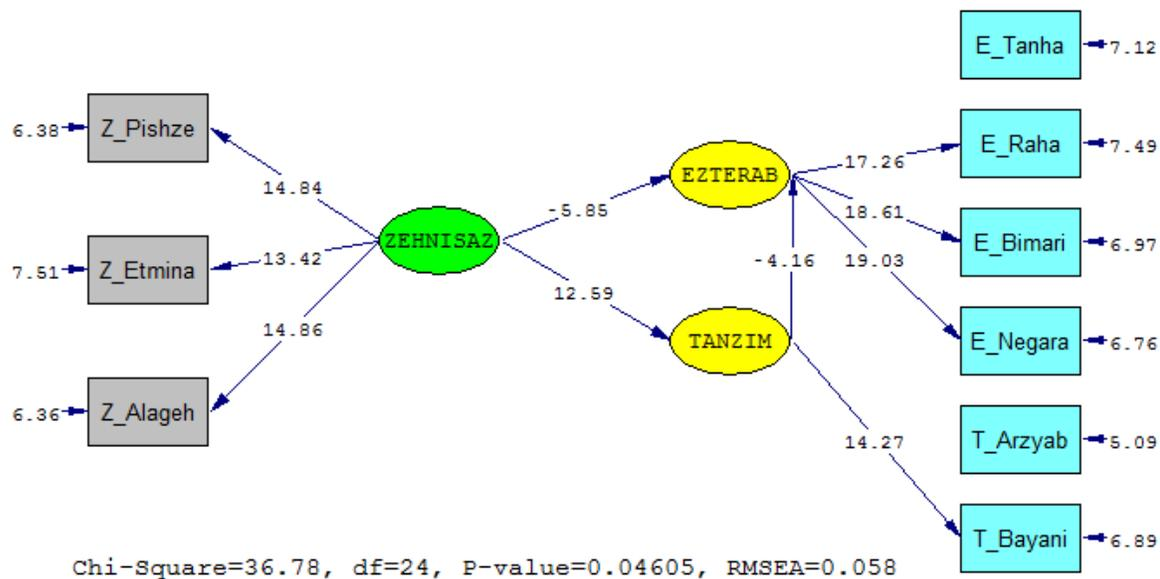 E_Tanha
7.12
6.38
Z_Pishze
E_Raha
7.49
17.26
EZTERAB
14.84
-5.85
18.61
ZEHNISAZ
E_Bimari
6.97
7.51
Z_Etmina
13.42
-4.16
19.03
12.59
14.86
TANZIM
E_Negara
6.76
6.36
Z_Alageh
14.27
T_Arzyab
5.09
T_Bayani
6.89
Chi-Square=36.78, df=24, P-value=0.04605, RMSEA=0.058